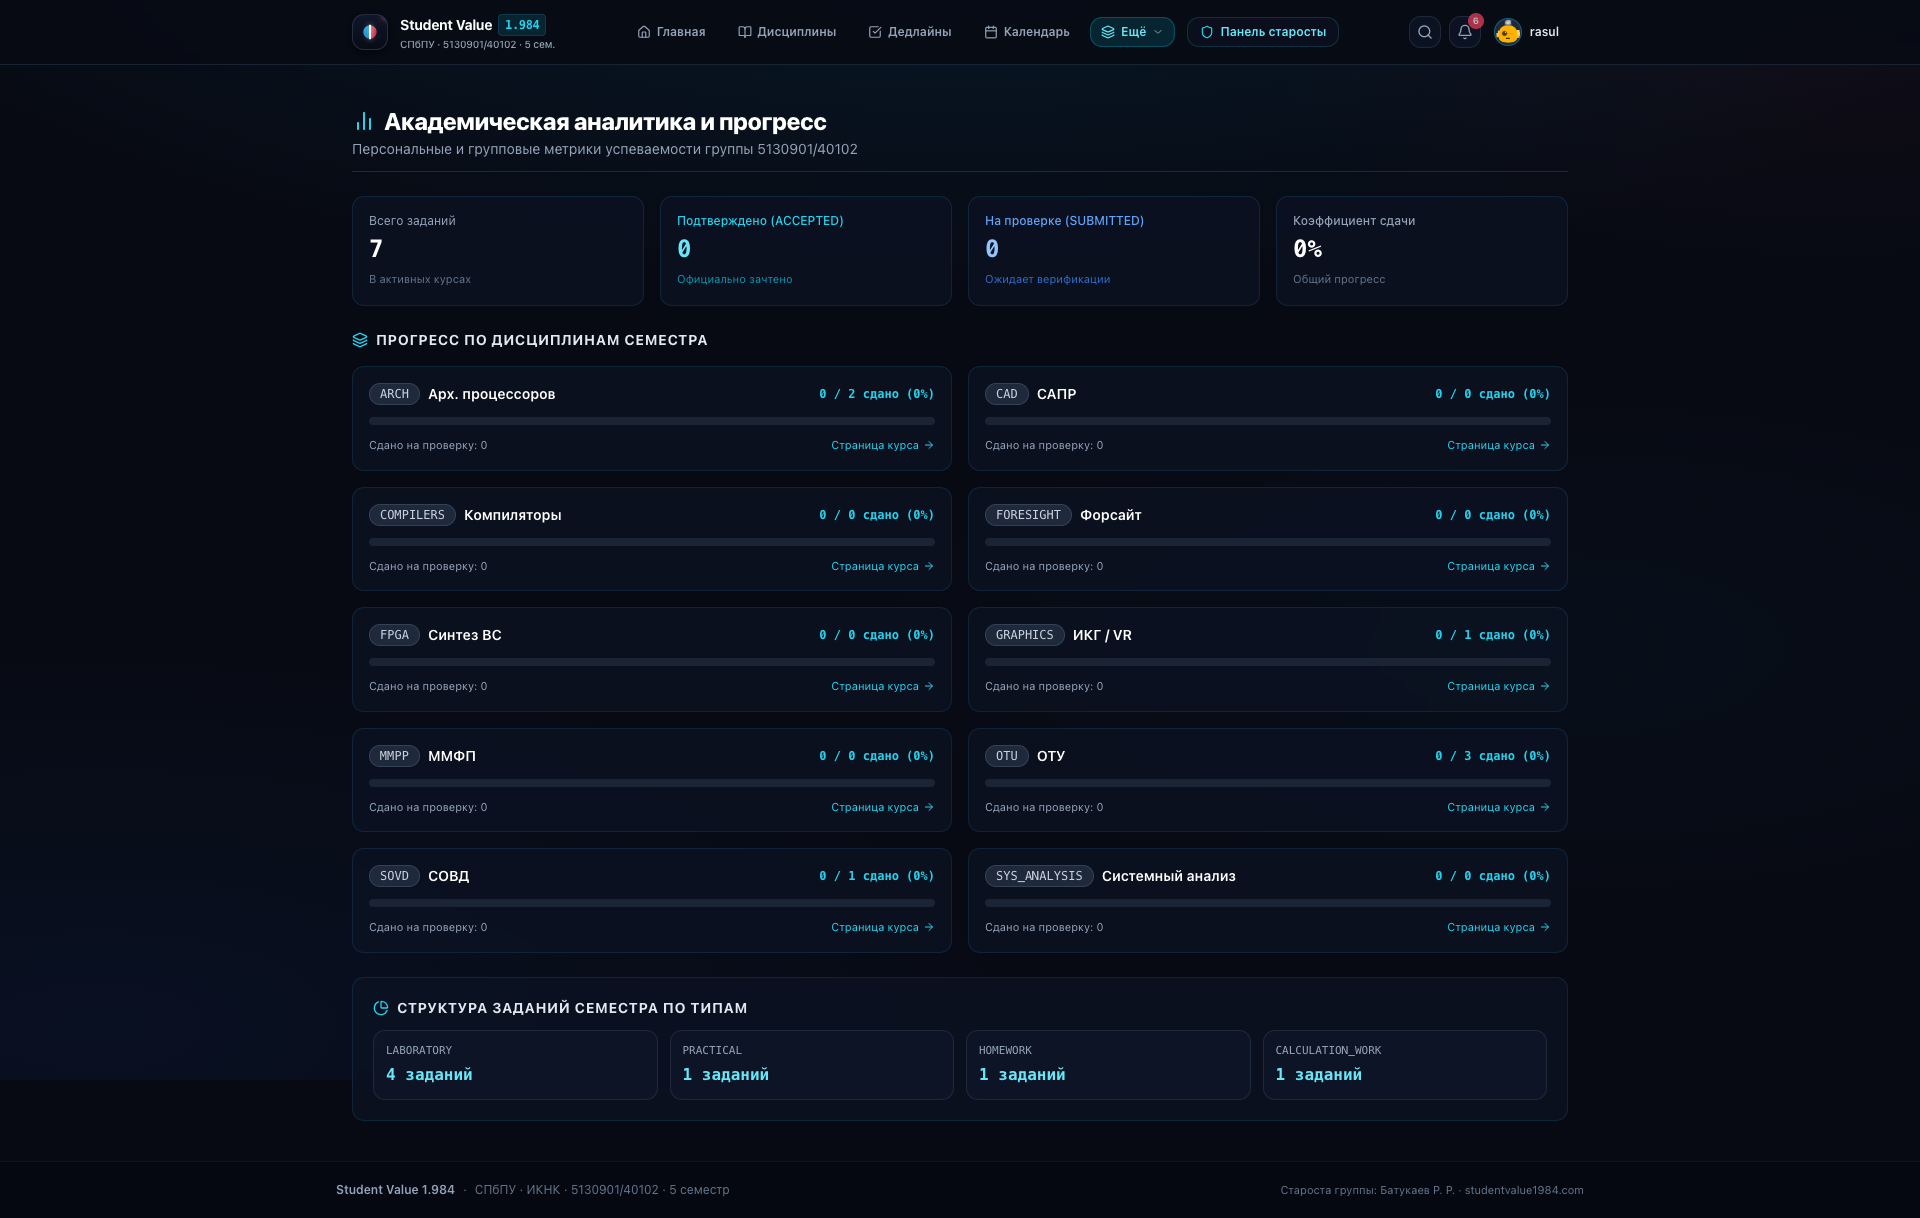 Student Value 1.984
СПбПУ · 5130901/40102 · 5 сем.
Главная
Дисциплины
Дедлайны
Календарь
Ещё
Панель старосты
6
rasul
Академическая аналитика и прогресс
Персональные и групповые метрики успеваемости группы 5130901/40102
Всего заданий
7
В активных курсах
Подтверждено (ACCEPTED)
0
Официально зачтено
На проверке (SUBMITTED)
0
Ожидает верификации
Коэффициент сдачи
0%
Общий прогресс
ПРОГРЕСС ПО ДИСЦИПЛИНАМ СЕМЕСТРА
ARCH Арх. процессоров 0 / 2 сдано (0%)
Сдано на проверку: 0 Страница курса →
CAD САПР 0 / 0 сдано (0%)
Сдано на проверку: 0 Страница курса →
COMPILERS Компиляторы 0 / 0 сдано (0%)
Сдано на проверку: 0 Страница курса →
FORESIGHT Форсайт 0 / 0 сдано (0%)
Сдано на проверку: 0 Страница курса →
FPGA Синтез ВС 0 / 0 сдано (0%)
Сдано на проверку: 0 Страница курса →
GRAPHICS ИКГ / VR 0 / 1 сдано (0%)
Сдано на проверку: 0 Страница курса →
MMPP ММФП 0 / 0 сдано (0%)
Сдано на проверку: 0 Страница курса →
OTU ОТУ 0 / 3 сдано (0%)
Сдано на проверку: 0 Страница курса →
SOVD СОВД 0 / 1 сдано (0%)
Сдано на проверку: 0 Страница курса →
SYS_ANALYSIS Системный анализ 0 / 0 сдано (0%)
Сдано на проверку: 0 Страница курса →
СТРУКТУРА ЗАДАНИЙ СЕМЕСТРА ПО ТИПАМ
LABORATORY
4 заданий
PRACTICAL
1 заданий
HOMEWORK
1 заданий
CALCULATION_WORK
1 заданий
Student Value 1.984 · СПбПУ · ИКНК · 5130901/40102 · 5 семестр
Староста группы: Батукаев Р. Р. · studentvalue1984.com